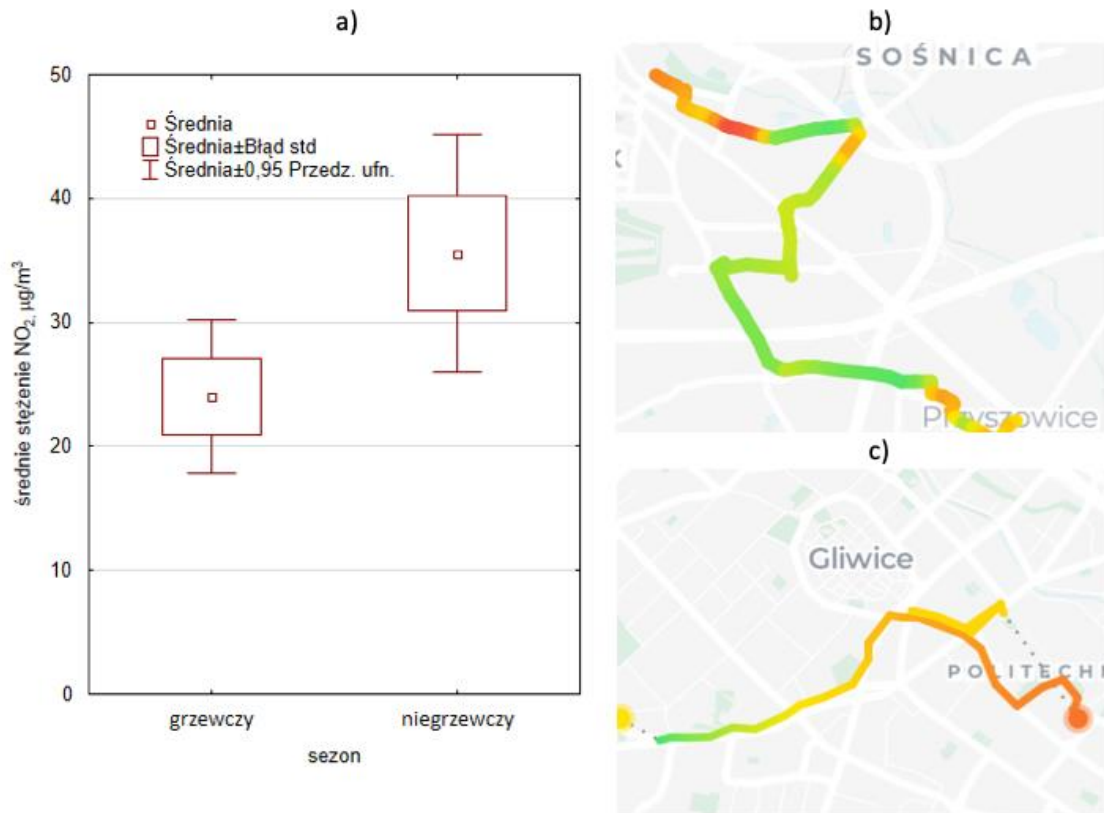 a)
50
40
30
20
10
0
średnie stężenie NO₂, µg/m³
Średnia
Średnia±Błąd std
Średnia±0,95 Przedz. ufn.
grzewczy
niegrzewczy
sezon
b)
SOŚNICA
K
Przyszowice
c)
Gliwice
POLITECH